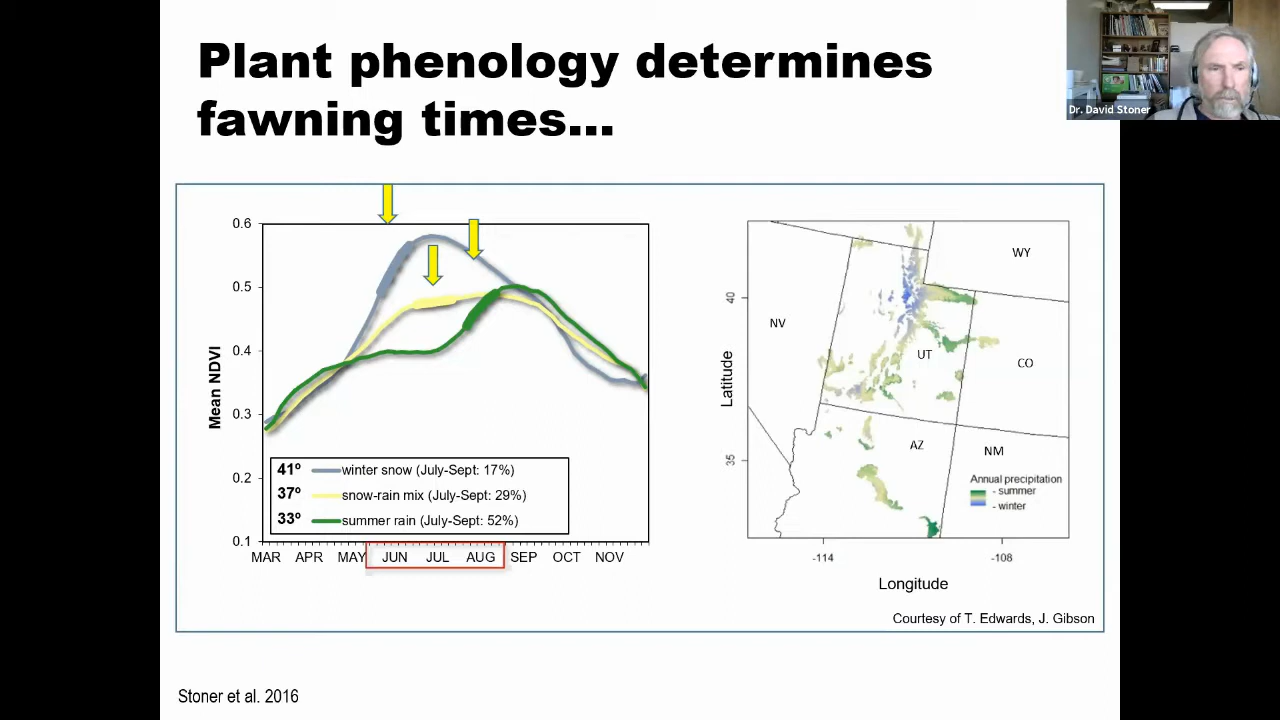 Plant phenology determines
fawning times...
Dr. David Stoner
0.6
0.5
0.4
0.3
0.2
0.1
Mean NDVI
41º winter snow (July-Sept: 17%)
37º snow-rain mix (July-Sept: 29%)
33º summer rain (July-Sept: 52%)
MAR APR MAY JUN JUL AUG SEP OCT NOV
WY
NV
UT
CO
AZ
NM
40
35
Latitude
Annual precipitation
- summer
- winter
-114 -108
Longitude
Courtesy of T. Edwards, J. Gibson
Stoner et al. 2016